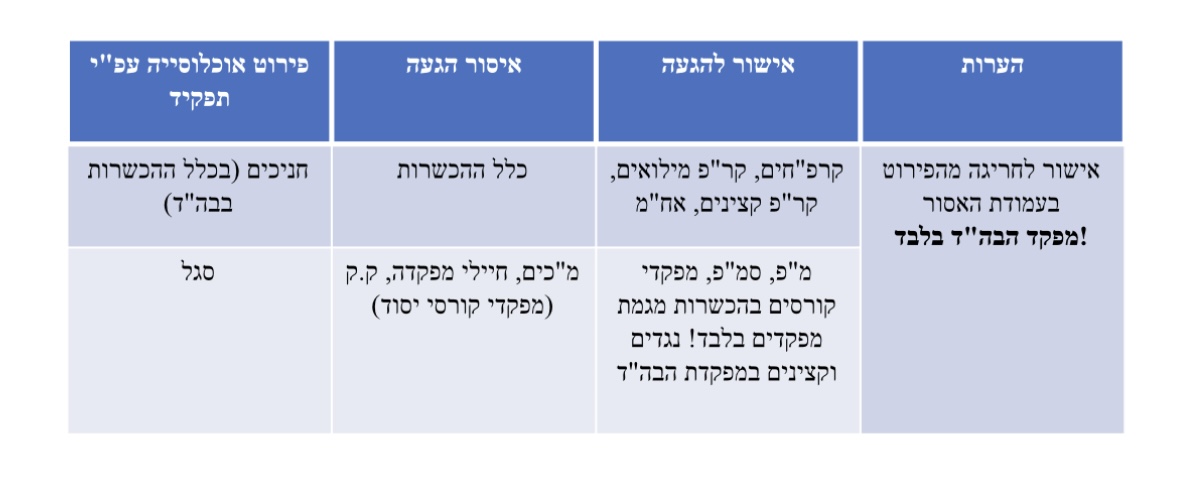 הערות
אישור להגעה
איסור הגעה
פירוט אוכלוסייה עפ"י
תפקיד
אישור לחריגה מהפירוט
בעמודת האסור
!מפקד הבה"ד בלבד
קרפ"חים, קר"פ מילואים,
קר"פ קצינים, אח"מ
כלל ההכשרות
חניכים (בכלל ההכשרות
בבה"ד)
מ"פ, סמ"פ, מפקדי
קורסים בהכשרות מגמת
מפקדים בלבד! נגדים
וקצינים במפקדת הבה"ד
מ"כים, חיילי מפקדה, ק.ק
(מפקדי קורסי יסוד)
סגל